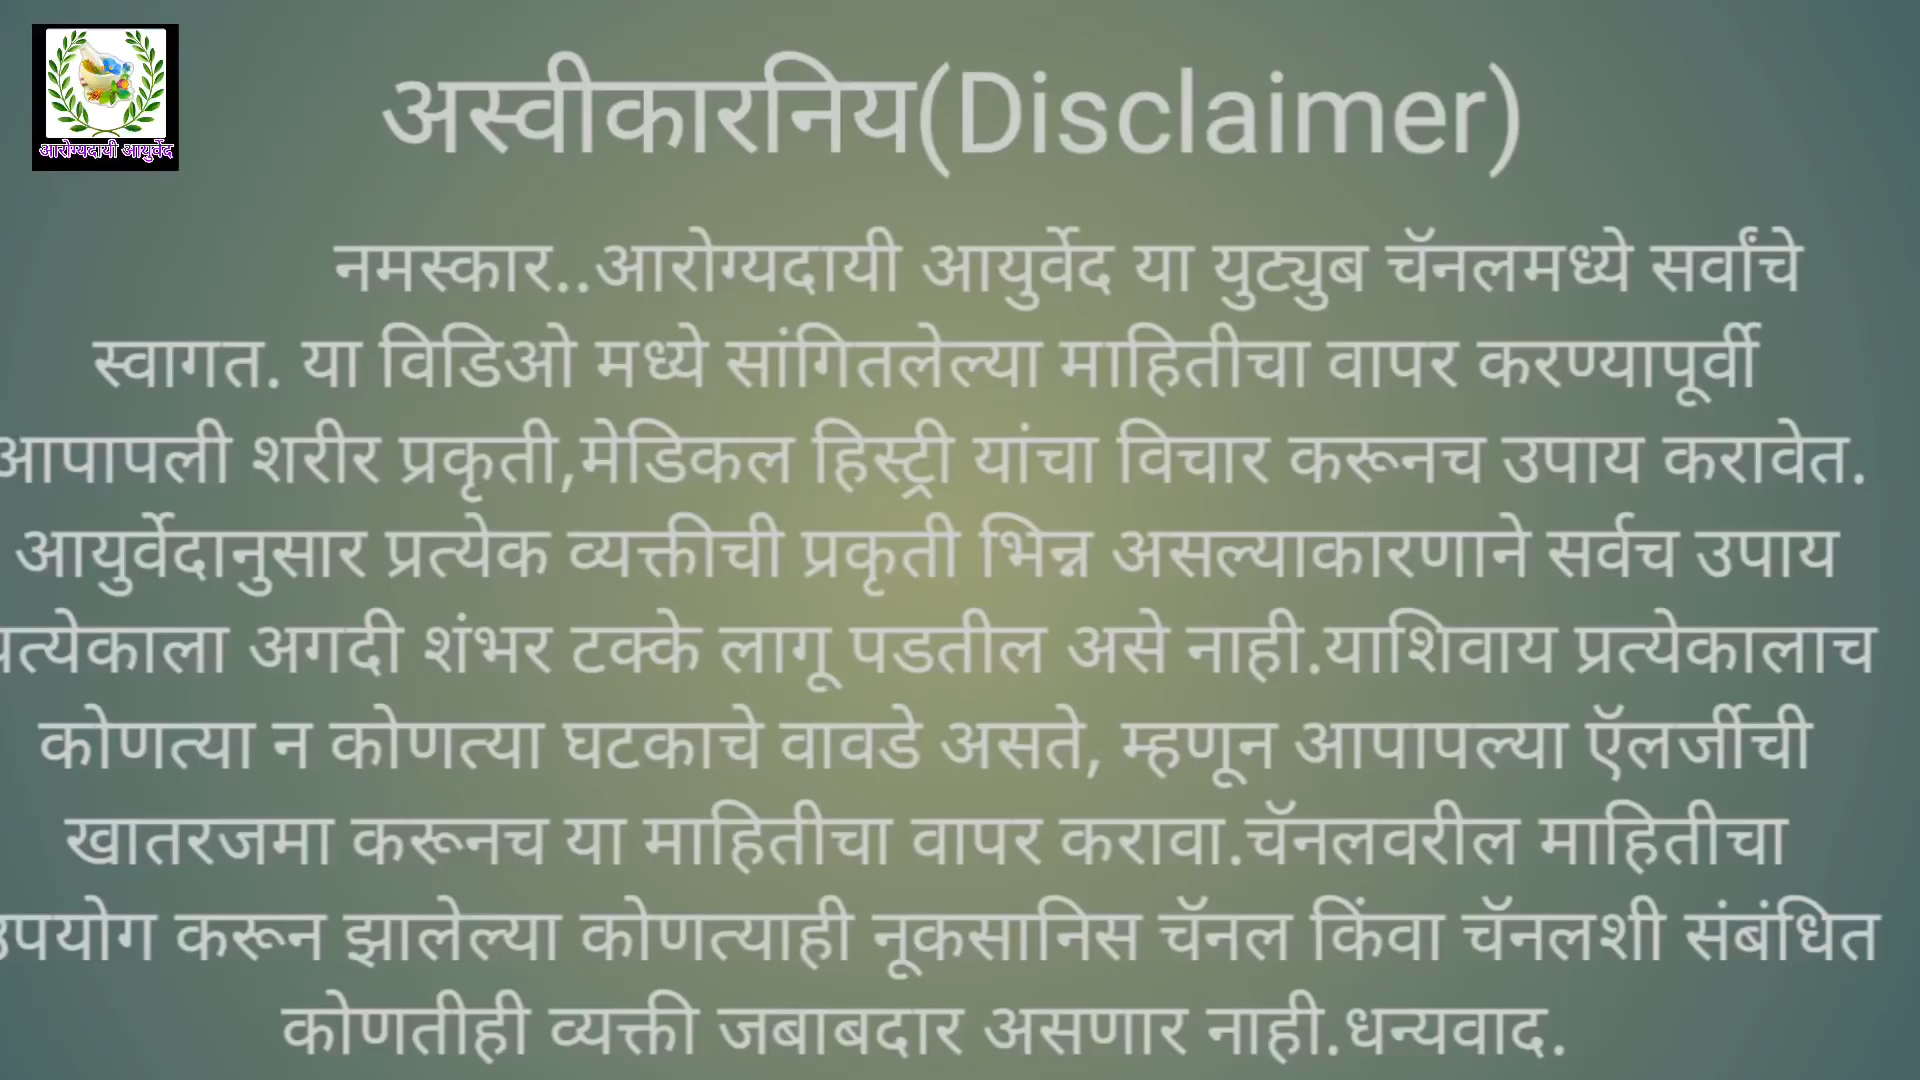 आरोग्यदायी आयुर्वेद
अस्वीकारनिय(Disclaimer)
नमस्कार..आरोग्यदायी आयुर्वेद या युट्युब चॅनलमध्ये सर्वांचे
स्वागत. या विडिओ मध्ये सांगितलेल्या माहितीचा वापर करण्यापूर्वी
आपापली शरीर प्रकृती,मेडिकल हिस्ट्री यांचा विचार करूनच उपाय करावेत.
आयुर्वेदानुसार प्रत्येक व्यक्तीची प्रकृती भिन्न असल्याकारणाने सर्वच उपाय
प्रत्येकाला अगदी शंभर टक्के लागू पडतील असे नाही.याशिवाय प्रत्येकालाच
कोणत्या न कोणत्या घटकाचे वावडे असते, म्हणून आपापल्या ऍलर्जीची
खातरजमा करूनच या माहितीचा वापर करावा.चॅनलवरील माहितीचा
उपयोग करून झालेल्या कोणत्याही नूकसानिस चॅनल किंवा चॅनलशी संबंधित
कोणतीही व्यक्ती जबाबदार असणार नाही.धन्यवाद.